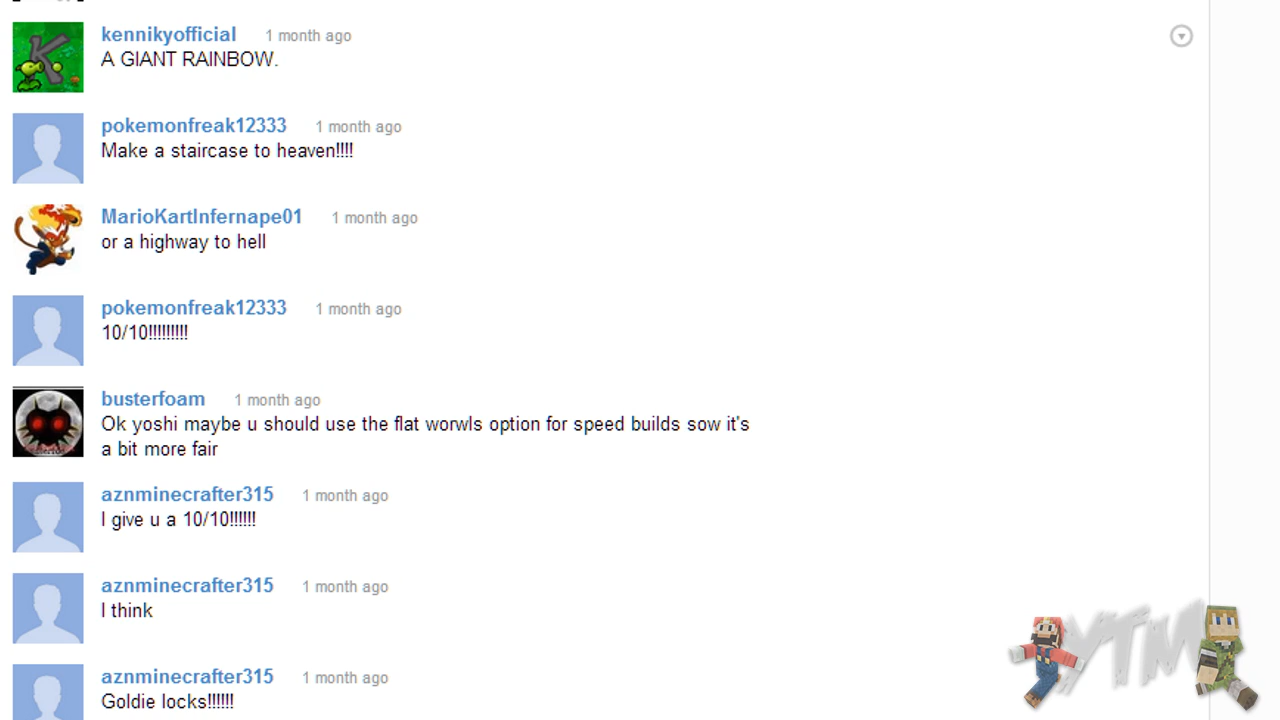 kennikyofficial 1 month ago
A GIANT RAINBOW.
pokemonfreak12333 1 month ago
Make a staircase to heaven!!!!
MarioKartInfernape01 1 month ago
or a highway to hell
pokemonfreak12333 1 month ago
10/10!!!!!!!!!
busterfoam 1 month ago
Ok yoshi maybe u should use the flat worwls option for speed builds sow it's
a bit more fair
aznminecrafter315 1 month ago
I give u a 10/10!!!!!!
aznminecrafter315 1 month ago
I think
aznminecrafter315 1 month ago
Goldie locks!!!!!!
YTM